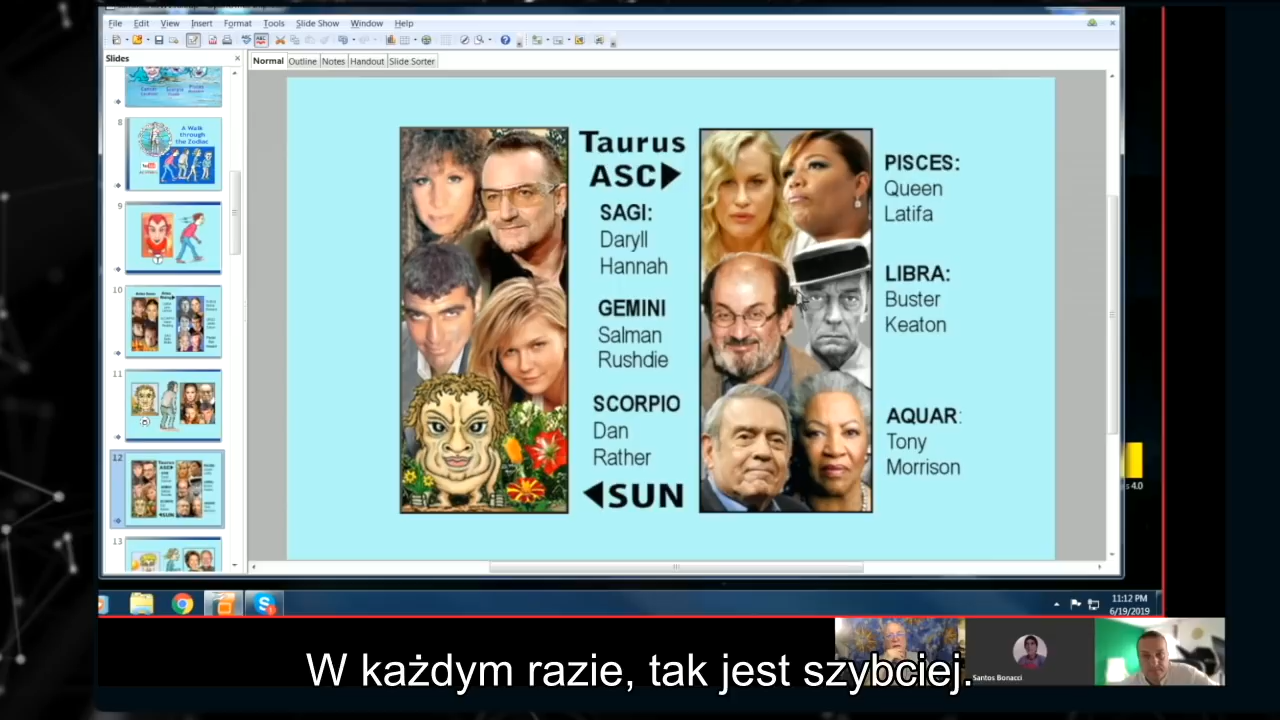 File Edit View Insert Format Tools Slide Show Window Help
Slides
Normal Outline Notes Handout Slide Sorter
8
A Walk
through
the Zodiac
9
10
11
12
13
Taurus
ASC▶
SAGI:
Daryll
Hannah
GEMINI
Salman
Rushdie
SCORPIO
Dan
Rather
◀SUN
PISCES:
Queen
Latifa
LIBRA:
Buster
Keaton
AQUAR:
Tony
Morrison
s 4.0
11:12 PM
6/19/2019
Santos Bonacci
W każdym razie, tak jest szybciej.